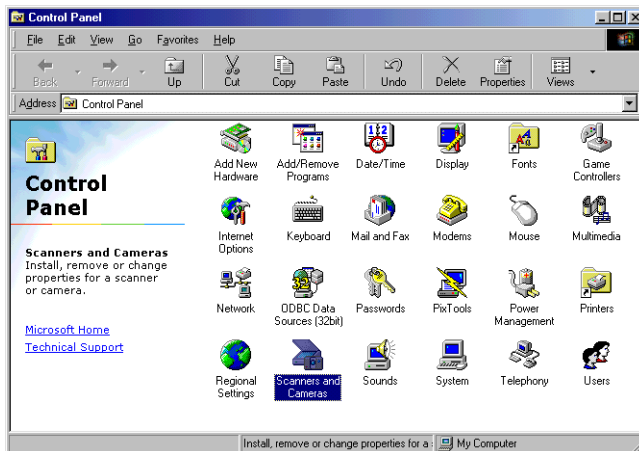 Control Panel
File Edit View Go Favorites Help
Back Forward Up Cut Copy Paste Undo Delete Properties Views
Address Control Panel
Control
Panel
Scanners and Cameras
Install, remove or change
properties for a scanner
or camera.
Microsoft Home
Technical Support
Add New
Hardware
Add/Remove
Programs
Date/Time
Display
Fonts
Game
Controllers
Internet
Options
Keyboard
Mail and Fax
Modems
Mouse
Multimedia
Network
ODBC Data
Sources (32bit)
Passwords
PixTools
Power
Management
Printers
Regional
Settings
Scanners and
Cameras
Sounds
System
Telephony
Users
Install, remove or change properties for a My Computer